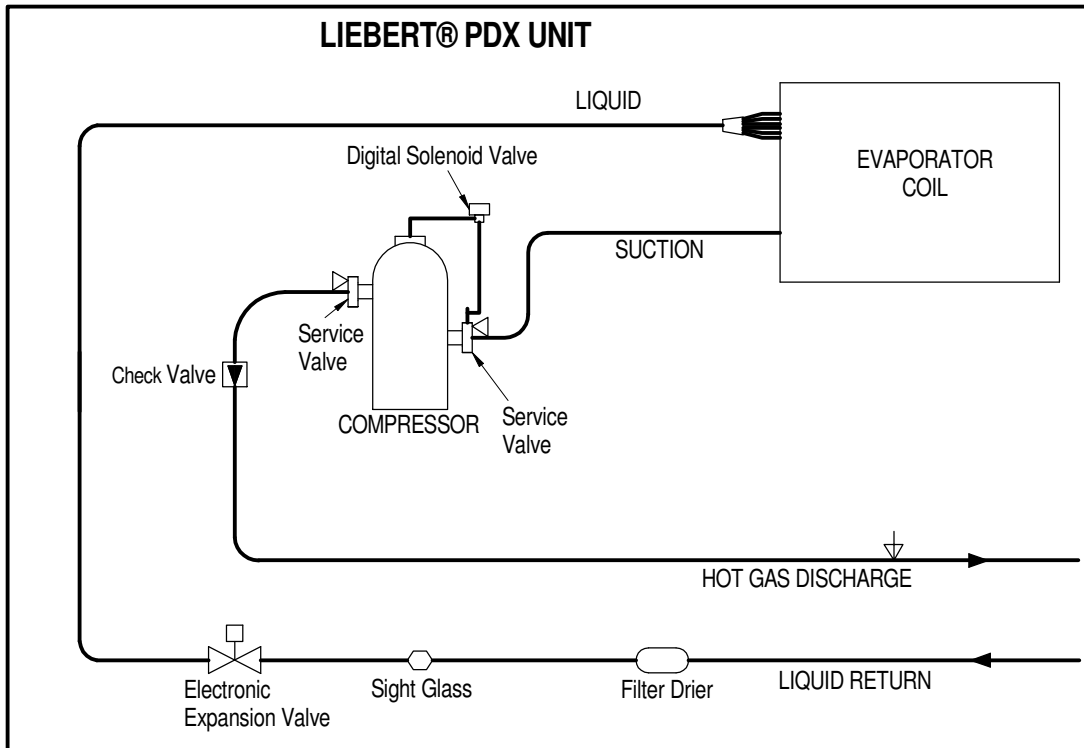 LIEBERT® PDX UNIT
LIQUID
EVAPORATOR
COIL
Digital Solenoid Valve
SUCTION
Service
Valve
Check Valve
COMPRESSOR
Service
Valve
HOT GAS DISCHARGE
Electronic
Expansion Valve
Sight Glass
Filter Drier
LIQUID RETURN